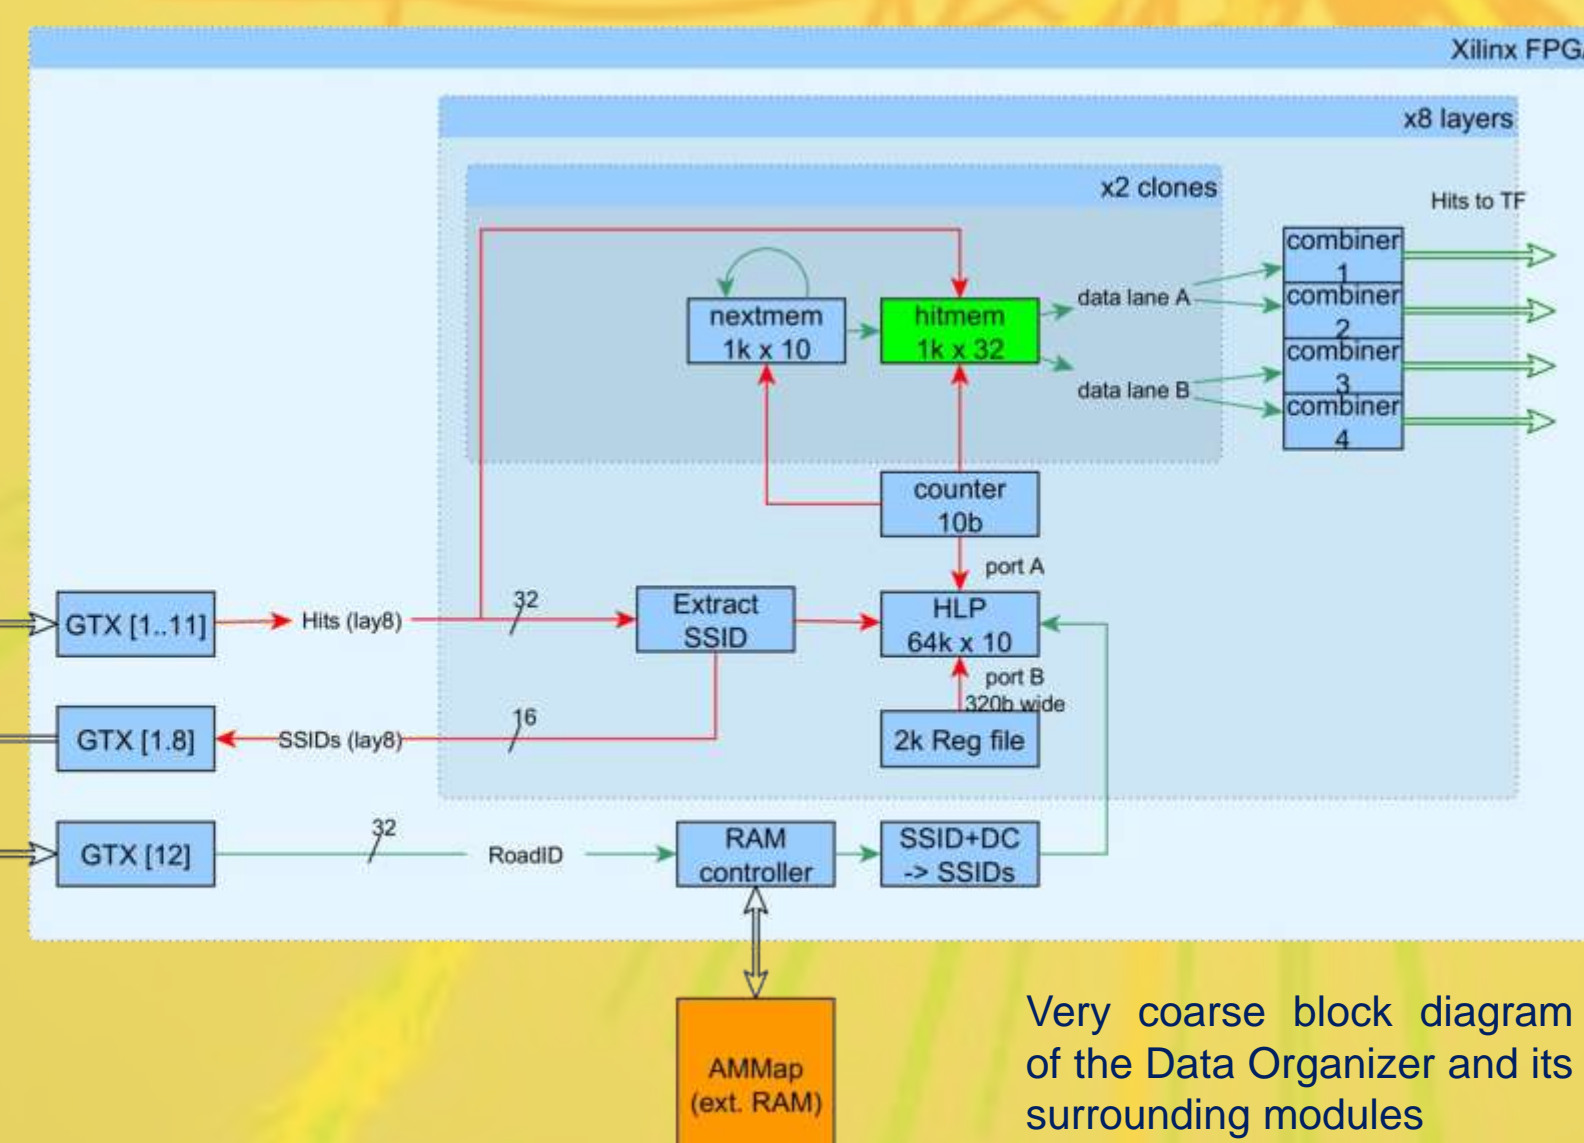 Xilinx FPGA
x8 layers
x2 clones
Hits to TF
combiner
1
combiner
2
combiner
3
combiner
4
data lane A
data lane B
nextmem
1k x 10
hitmem
1k x 32
counter
10b
port A
GTX [1..11]
Hits (lay8)
32
Extract
SSID
HLP
64k x 10
port B
320b wide
GTX [1.8]
SSIDs (lay8)
16
2k Reg file
GTX [12]
32
RoadID
RAM
controller
SSID+DC
-> SSIDs
AMMap
(ext. RAM)
Very coarse block diagram
of the Data Organizer and its
surrounding modules